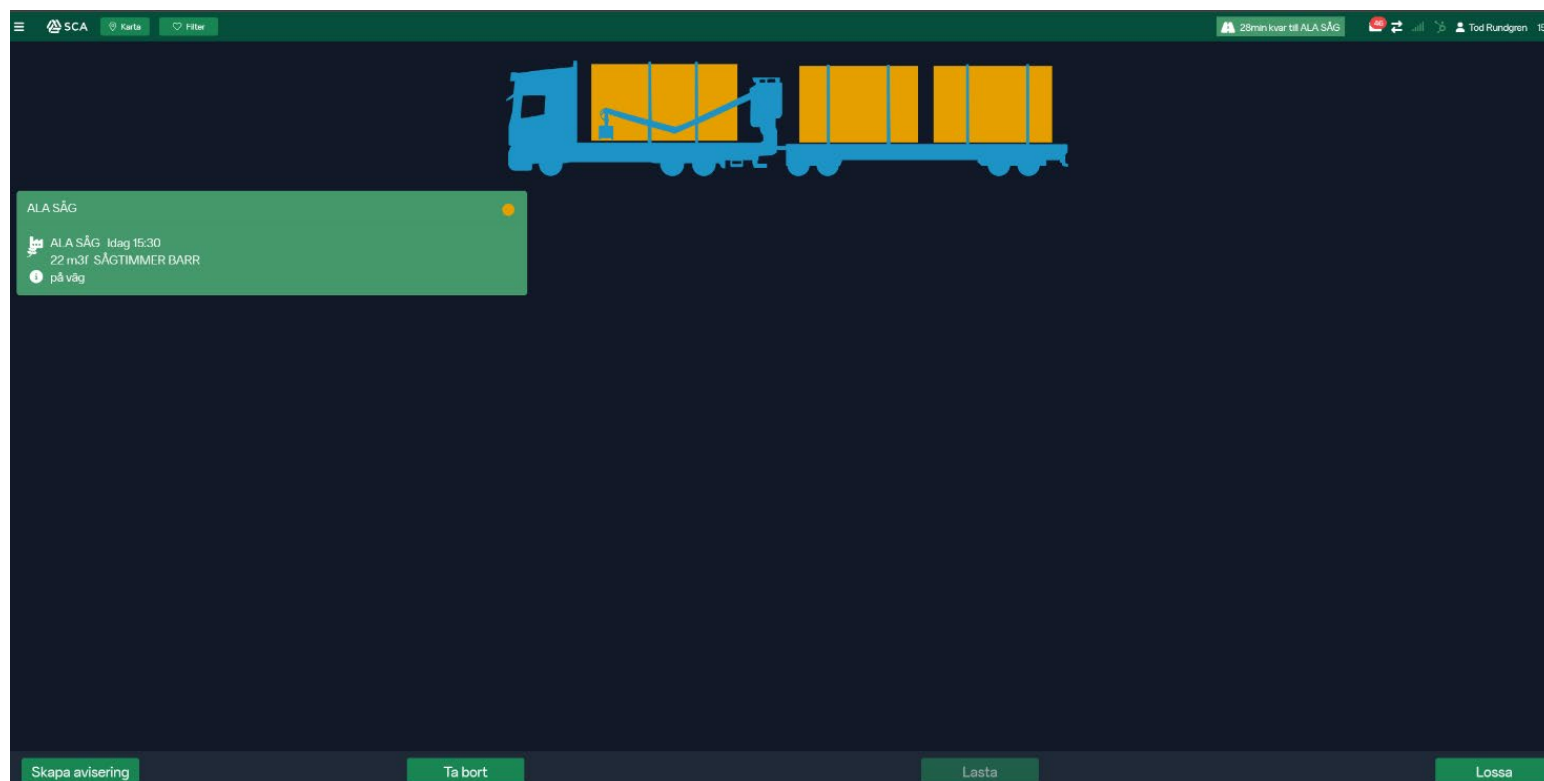 SCA Karta Filter 28min kvar till ALA SÅG 46 Tod Rundgren
ALA SÅG
ALA SÅG Idag 15:30
22 m3f SÅGTIMMER BARR
på väg
Skapa avisering Ta bort Lasta Lossa